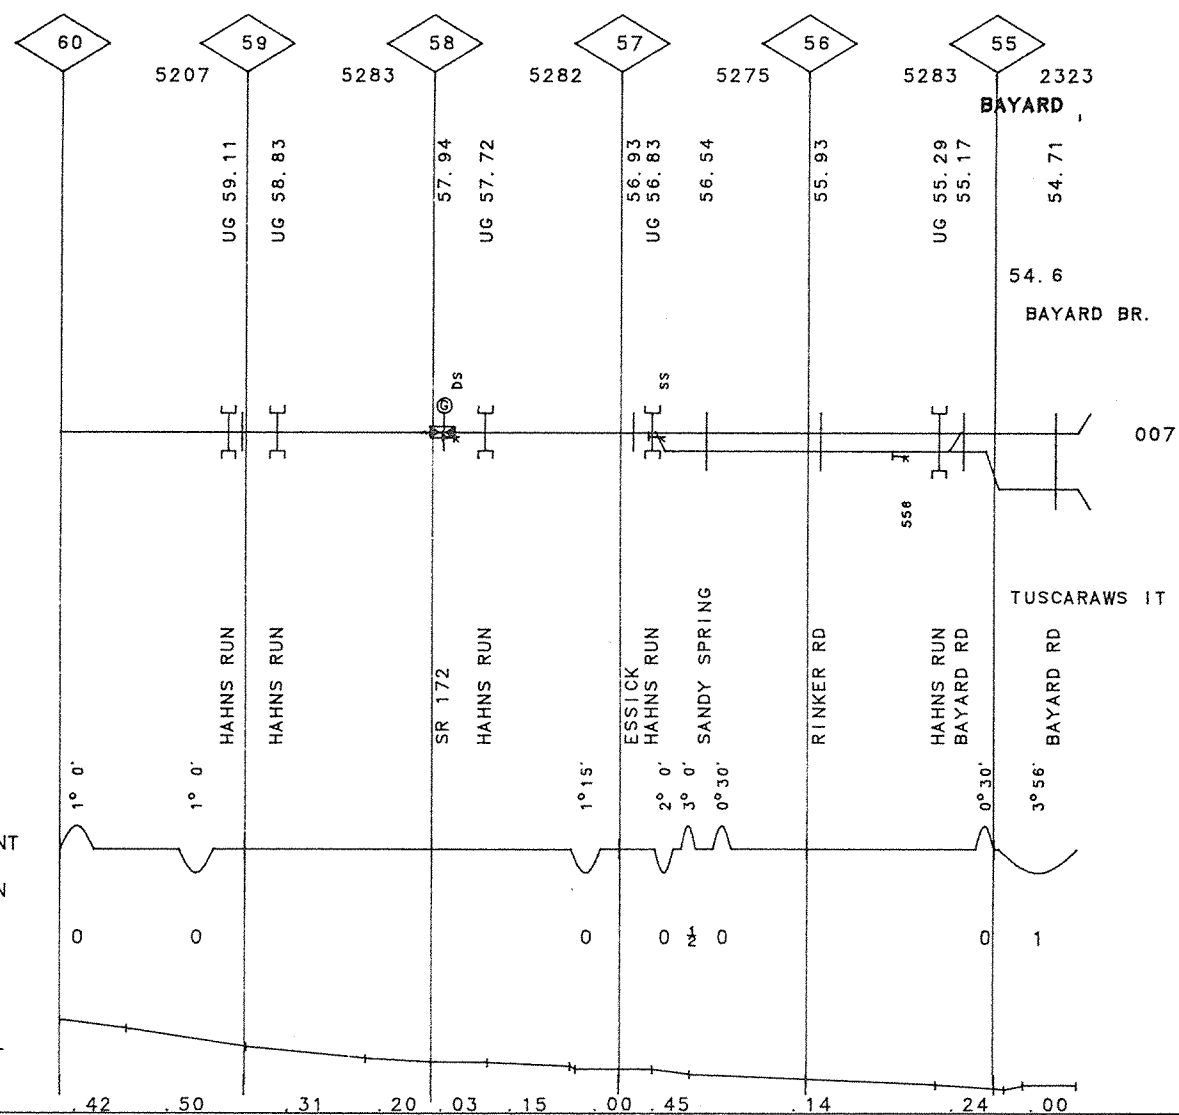 60 59 58 57 56 55
5207 5283 5282 5275 5283 2323
BAYARD
UG 59.11
UG 58.83
57.94
UG 57.72
56.93
UG 56.83
56.54
55.93
UG 55.29
55.17
54.71
54.6
BAYARD BR.
DS
SS
007
556
TUSCARAWS IT
HAHNS RUN
HAHNS RUN
SR 172
HAHNS RUN
ESSICK
HAHNS RUN
SANDY SPRING
RINKER RD
HAHNS RUN
BAYARD RD
BAYARD RD
1° 0'
1° 0'
1° 15'
2° 0'
3° 0'
0° 30'
0° 30'
3° 56'
NT
N
0 0 0 0 ½ 0 0 1
.42 .50 .31 .20 .03 .15 .00 .45 .14 .24 .00